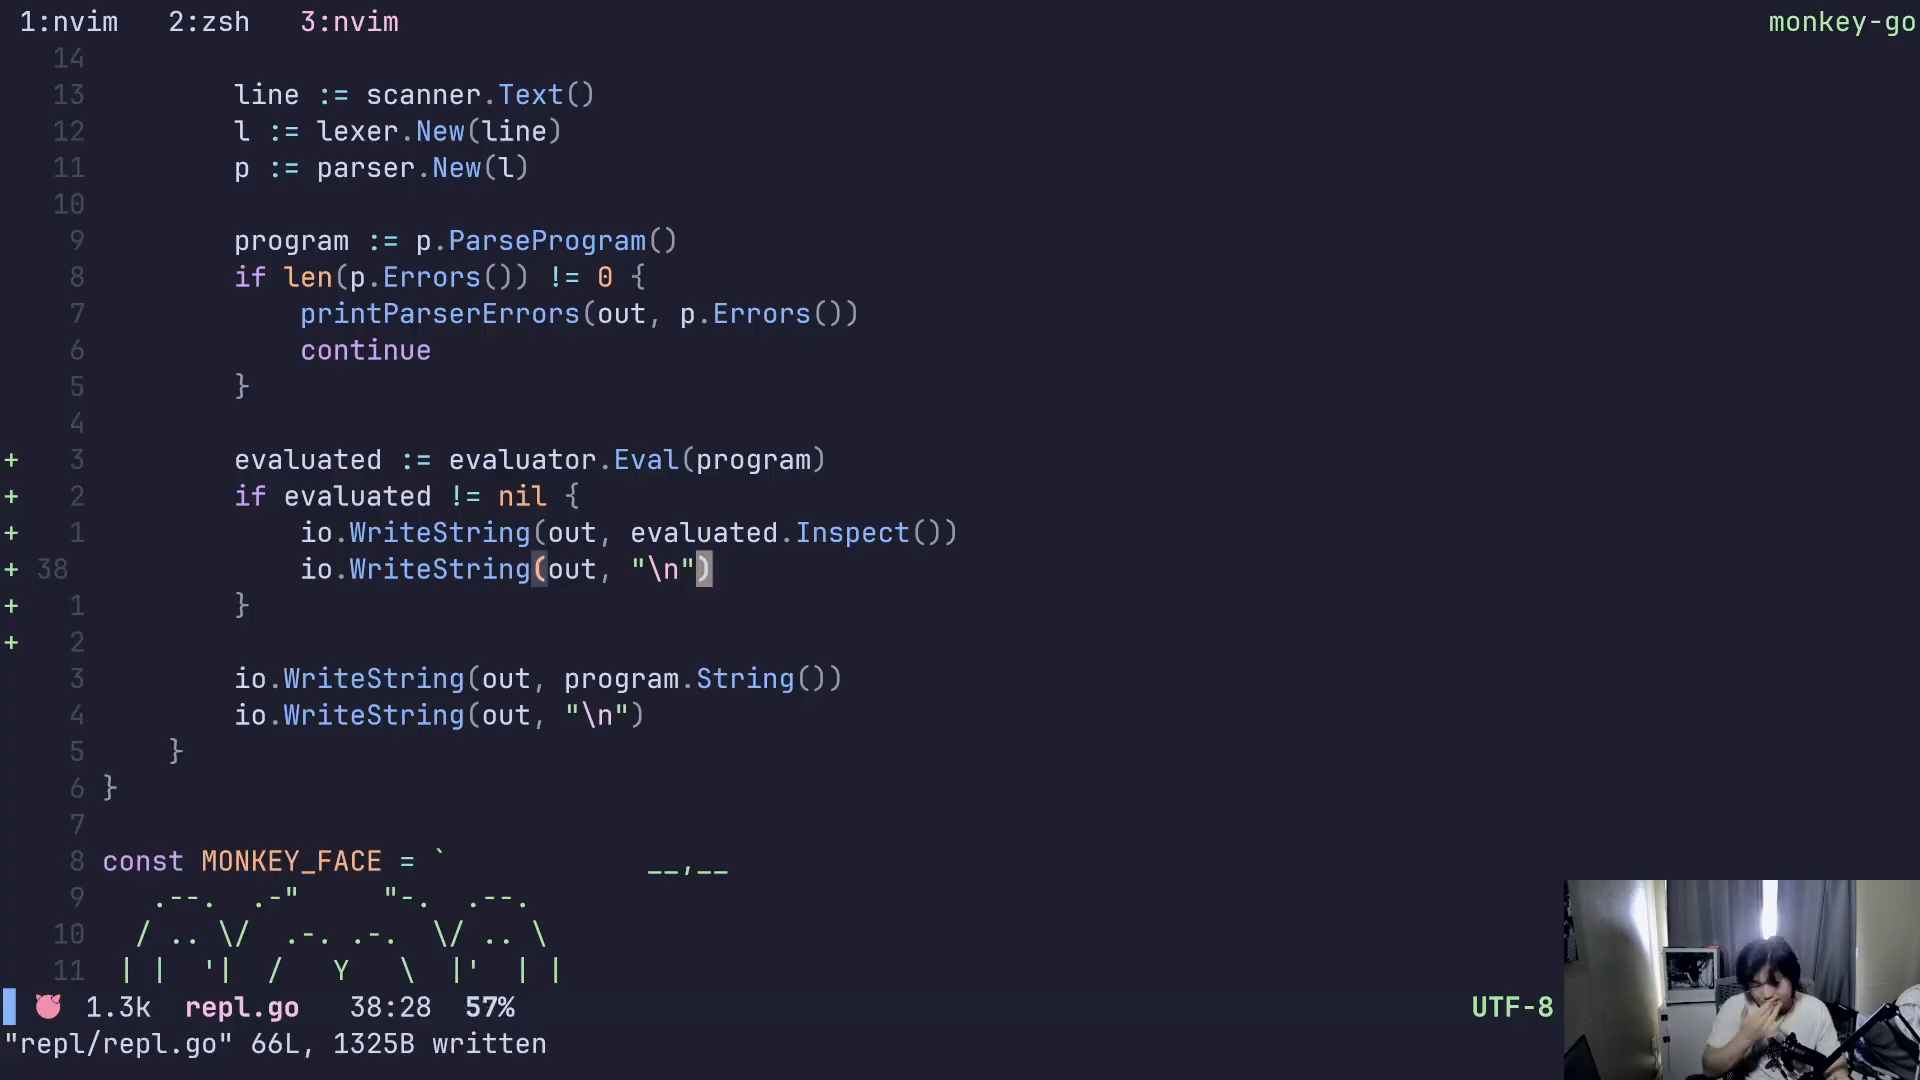 1:nvim 2:zsh 3:nvim monkey-go
14
13 line := scanner.Text()
12 l := lexer.New(line)
11 p := parser.New(l)
10
9 program := p.ParseProgram()
8 if len(p.Errors()) != 0 {
7 printParserErrors(out, p.Errors())
6 continue
5 }
4
+ 3 evaluated := evaluator.Eval(program)
+ 2 if evaluated != nil {
+ 1 io.WriteString(out, evaluated.Inspect())
+ 38 io.WriteString(out, "\n")
+ 1 }
+ 2
3 io.WriteString(out, program.String())
4 io.WriteString(out, "\n")
5 }
6 }
7
8 const MONKEY_FACE = ` __,__
9 .--. .-" "-. .--.
10 / .. \/ .-. .-. \/ .. \
11 | | '| / Y \ |' | |
1.3k repl.go 38:28 57% UTF-8
"repl/repl.go" 66L, 1325B written